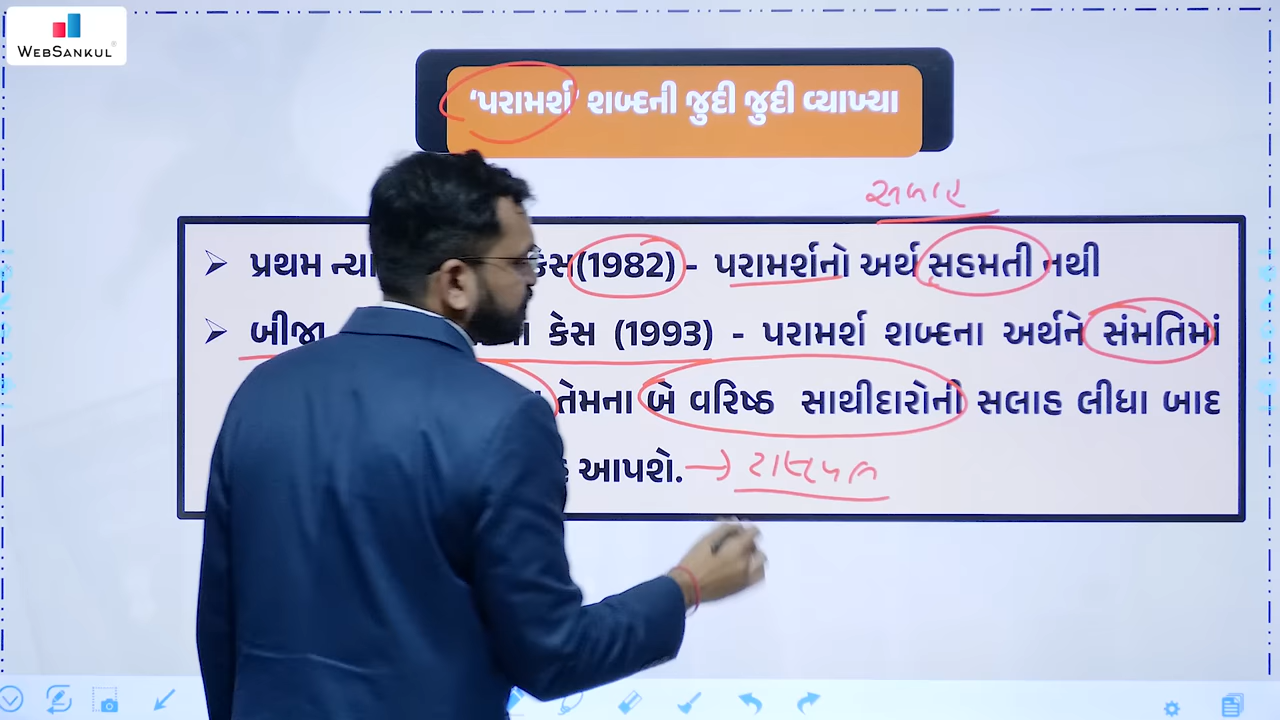 WEBSANKUL
‘પરામર્શ’ શબ્દની જુદી જુદી વ્યાખ્યા
સલાહ
પ્રથમ કેસ(1982) - પરામર્શનો અર્થ સહમતી નથી
બીજા કેસ (1993) - પરામર્શ શબ્દના અર્થને સંમતિમાં
તેમના બે વરિષ્ઠ સાથીદારોની સલાહ લીધા બાદ
આપશે.